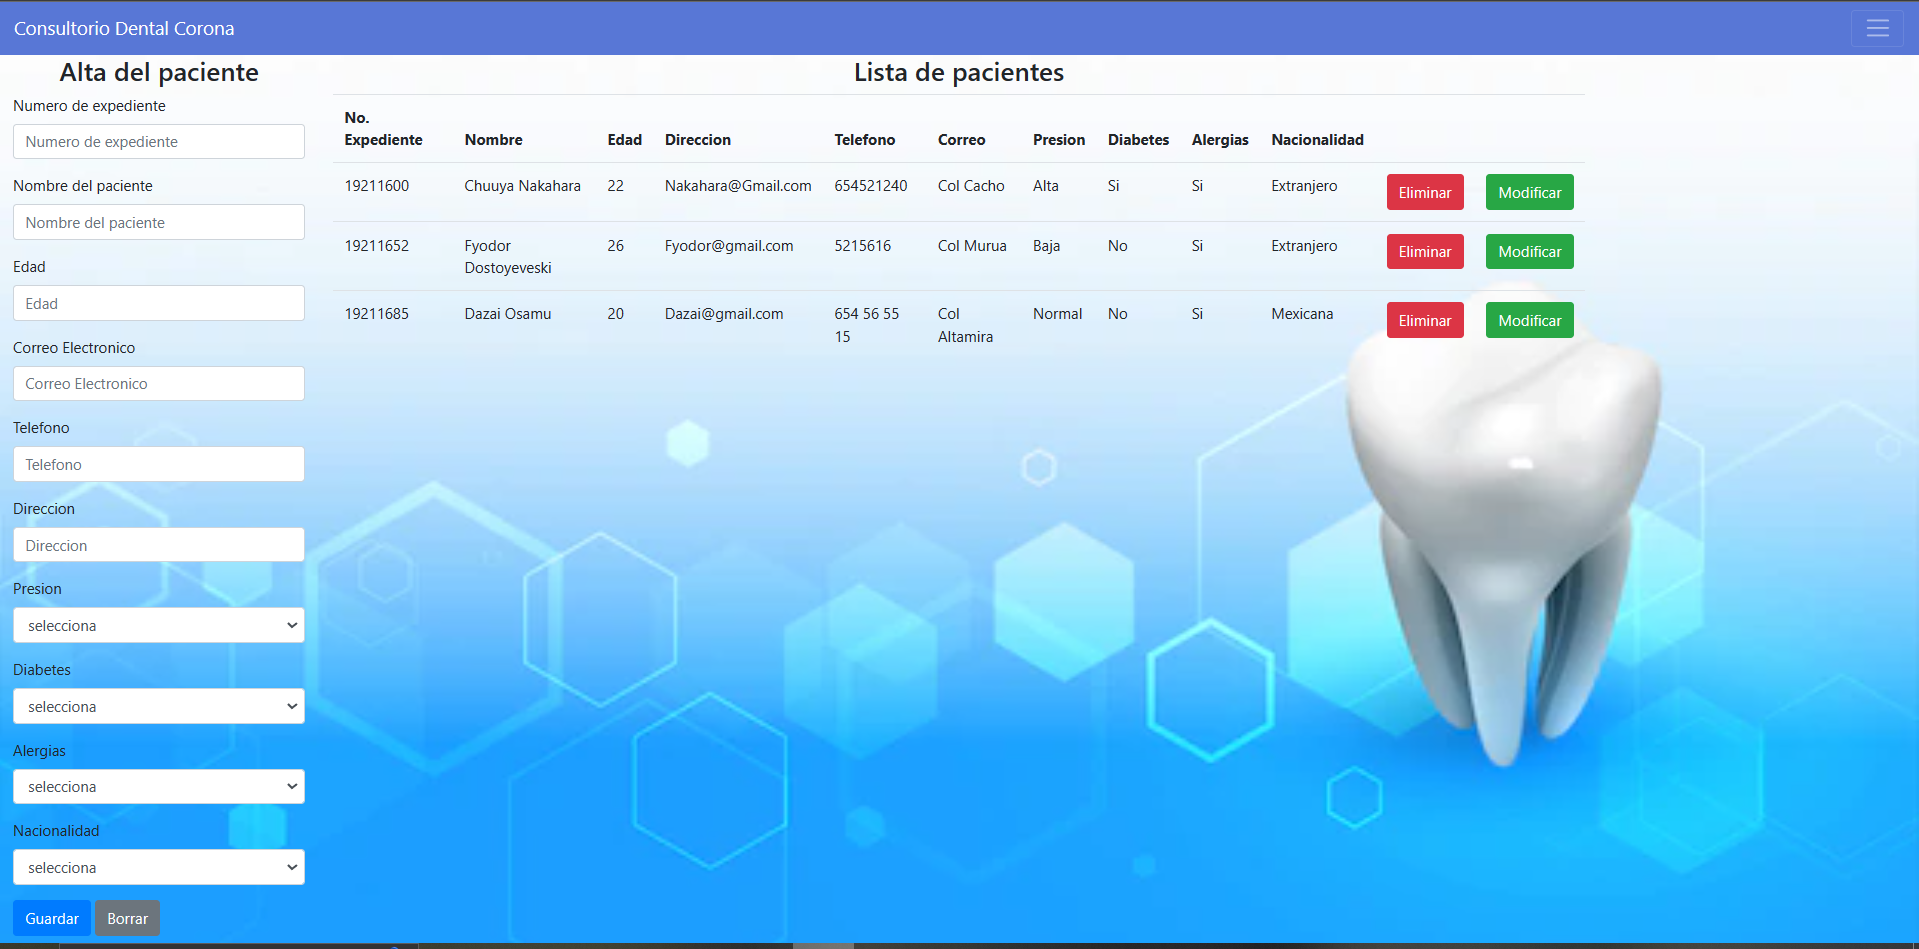 Consultorio Dental Corona
Alta del paciente
Numero de expediente
Numero de expediente
Nombre del paciente
Nombre del paciente
Edad
Edad
Correo Electronico
Correo Electronico
Telefono
Telefono
Direccion
Direccion
Presion
selecciona
Diabetes
selecciona
Alergias
selecciona
Nacionalidad
selecciona
Guardar Borrar
Lista de pacientes
No.
Expediente Nombre Edad Direccion Telefono Correo Presion Diabetes Alergias Nacionalidad
19211600 Chuuya Nakahara 22 Nakahara@Gmail.com 654521240 Col Cacho Alta Si Si Extranjero Eliminar Modificar
19211652 Fyodor 26 Fyodor@gmail.com 5215616 Col Murua Baja No Si Extranjero Eliminar Modificar
Dostoyeveski
19211685 Dazai Osamu 20 Dazai@gmail.com 654 56 55 Col Normal No Si Mexicana Eliminar Modificar
15 Altamira